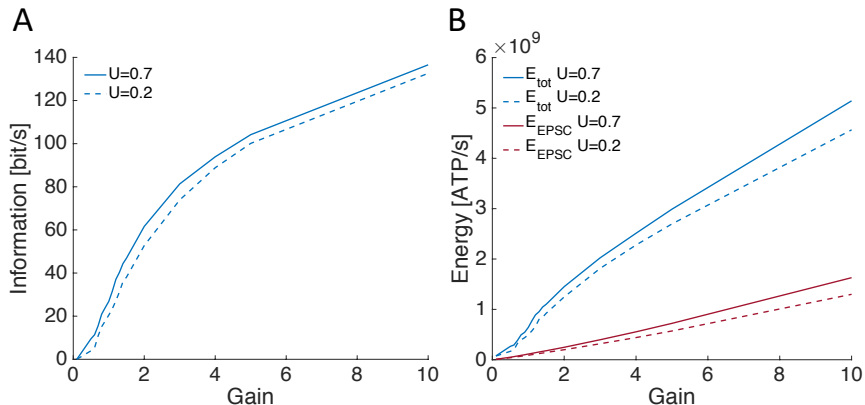 A
Information [bit/s]
140
120
100
80
60
40
20
0
U=0.7
U=0.2
0
2
4
6
8
10
Gain
B
×10^9
Energy [ATP/s]
6
5
4
3
2
1
0
E_tot U=0.7
E_tot U=0.2
E_EPSC U=0.7
E_EPSC U=0.2
0
2
4
6
8
10
Gain